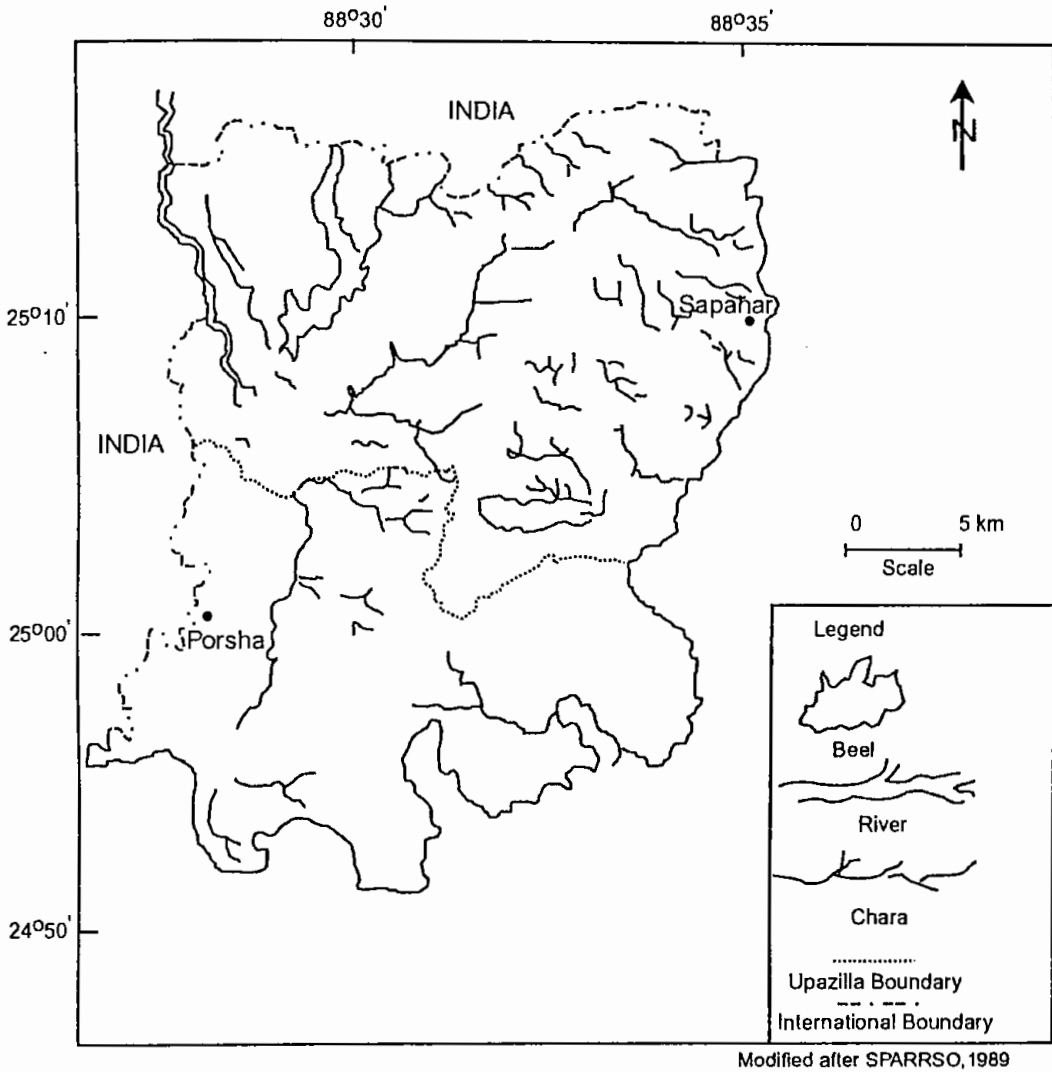 88°30'
88°35'
INDIA
N
25°10'
Sapahar
INDIA
0 5 km
Scale
25°00'
Porsha
Legend
Beel
River
Chara
24°50'
Upazilla Boundary
International Boundary
Modified after SPARRSO, 1989